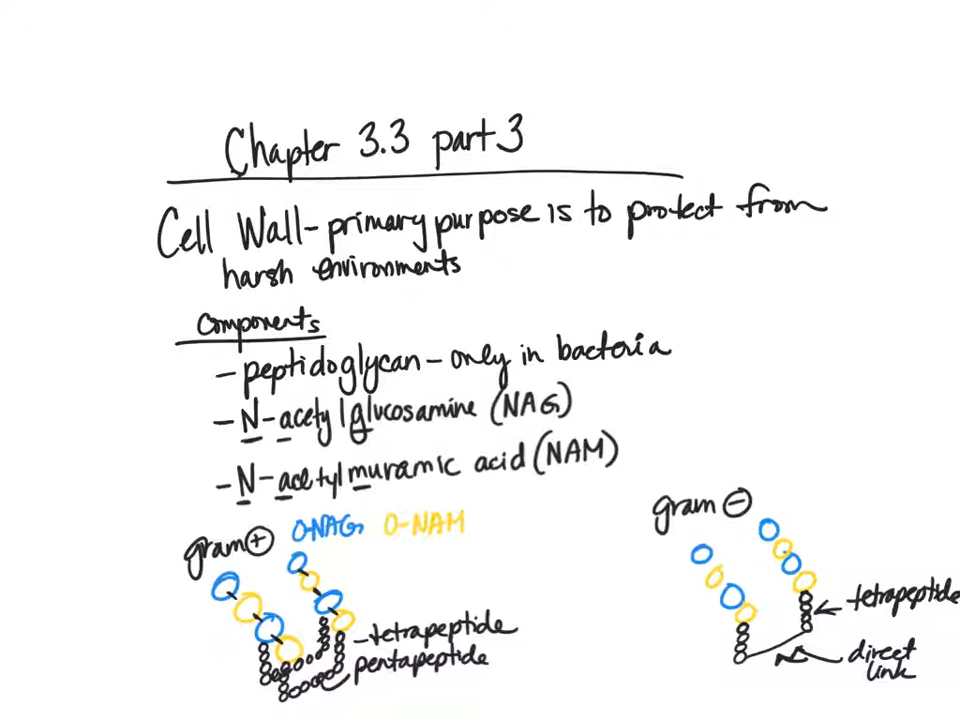 Chapter 3.3 part 3
Cell Wall - primary purpose is to protect from
harsh environments
Components
- peptidoglycan - only in bacteria
- N-acetylglucosamine (NAG)
- N-acetylmuramic acid (NAM)
gram +
O-NAG
O-NAM
-tetrapeptide
pentapeptide
gram -
tetrapeptide
direct
link